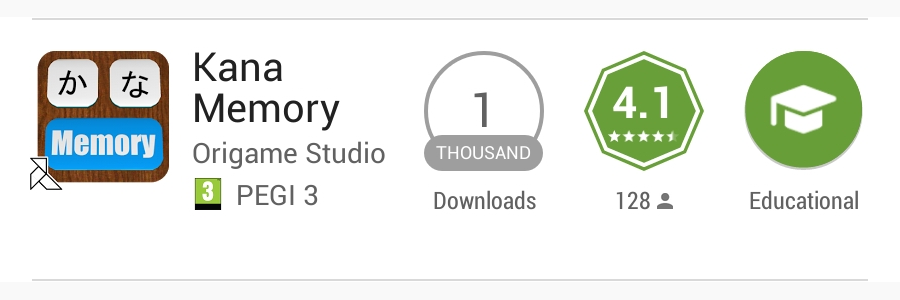 か な
Memory
Kana
Memory
Origame Studio
3 PEGI 3
1
THOUSAND
Downloads
4.1
128
Educational